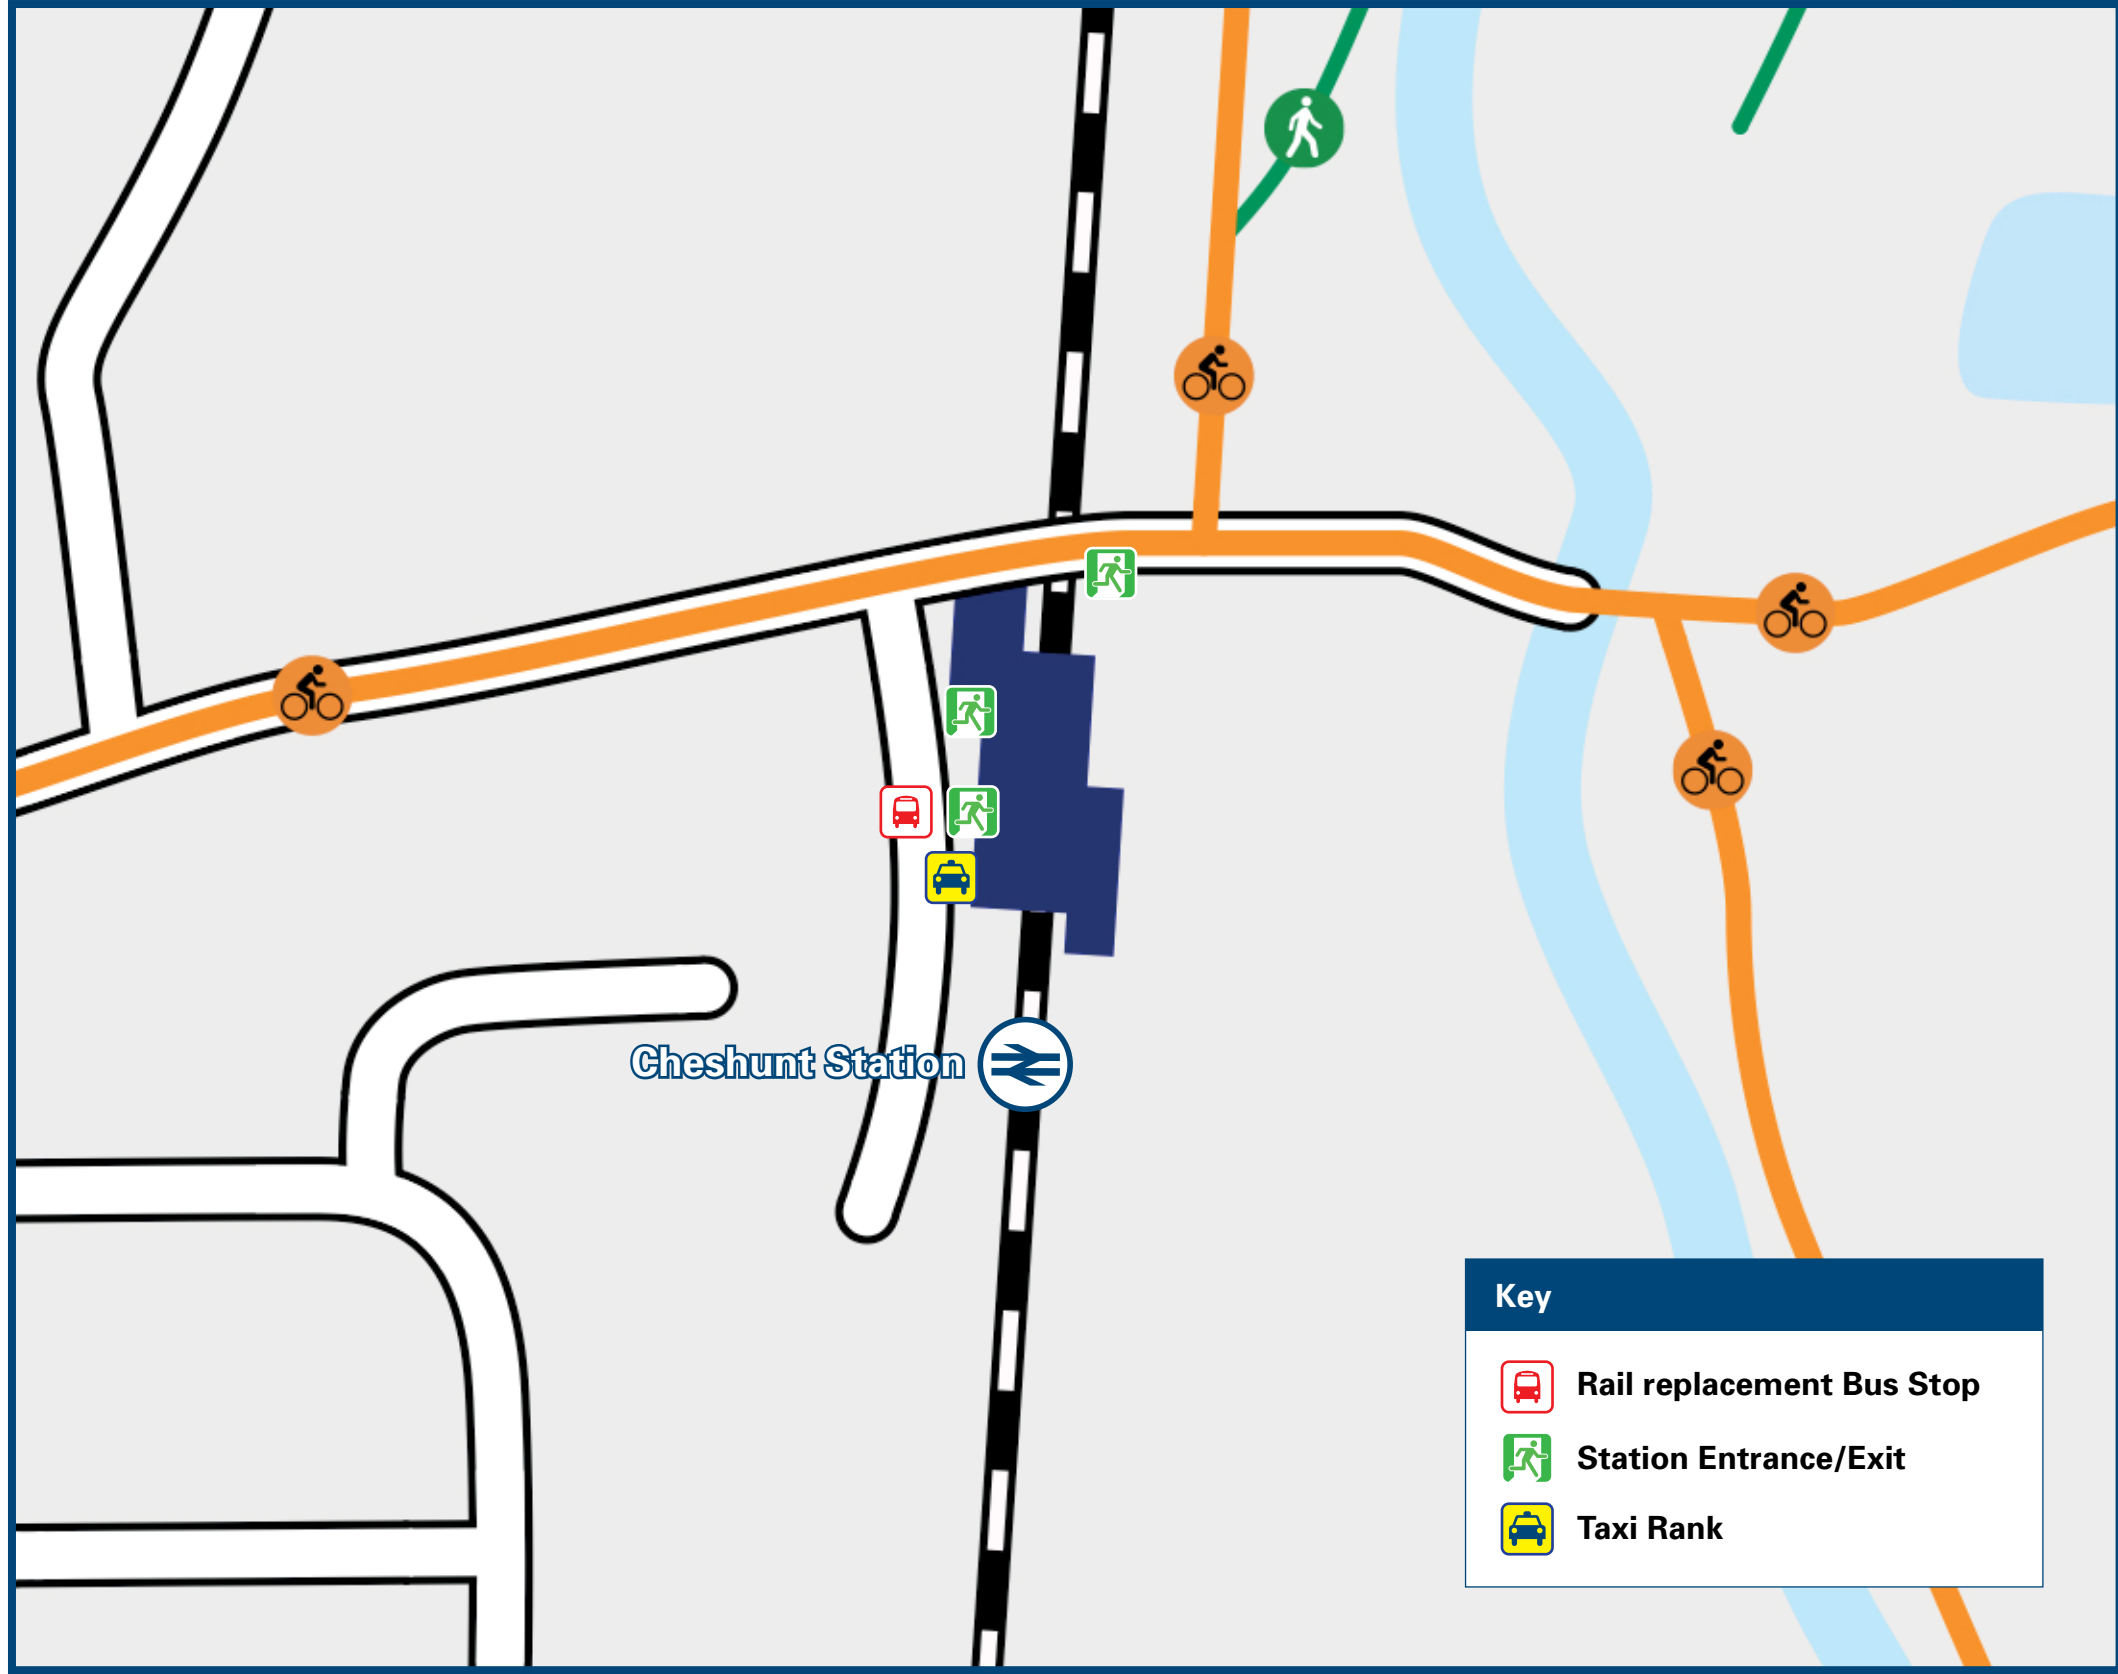 Cheshunt Station
Key
Rail replacement Bus Stop
Station Entrance/Exit
Taxi Rank